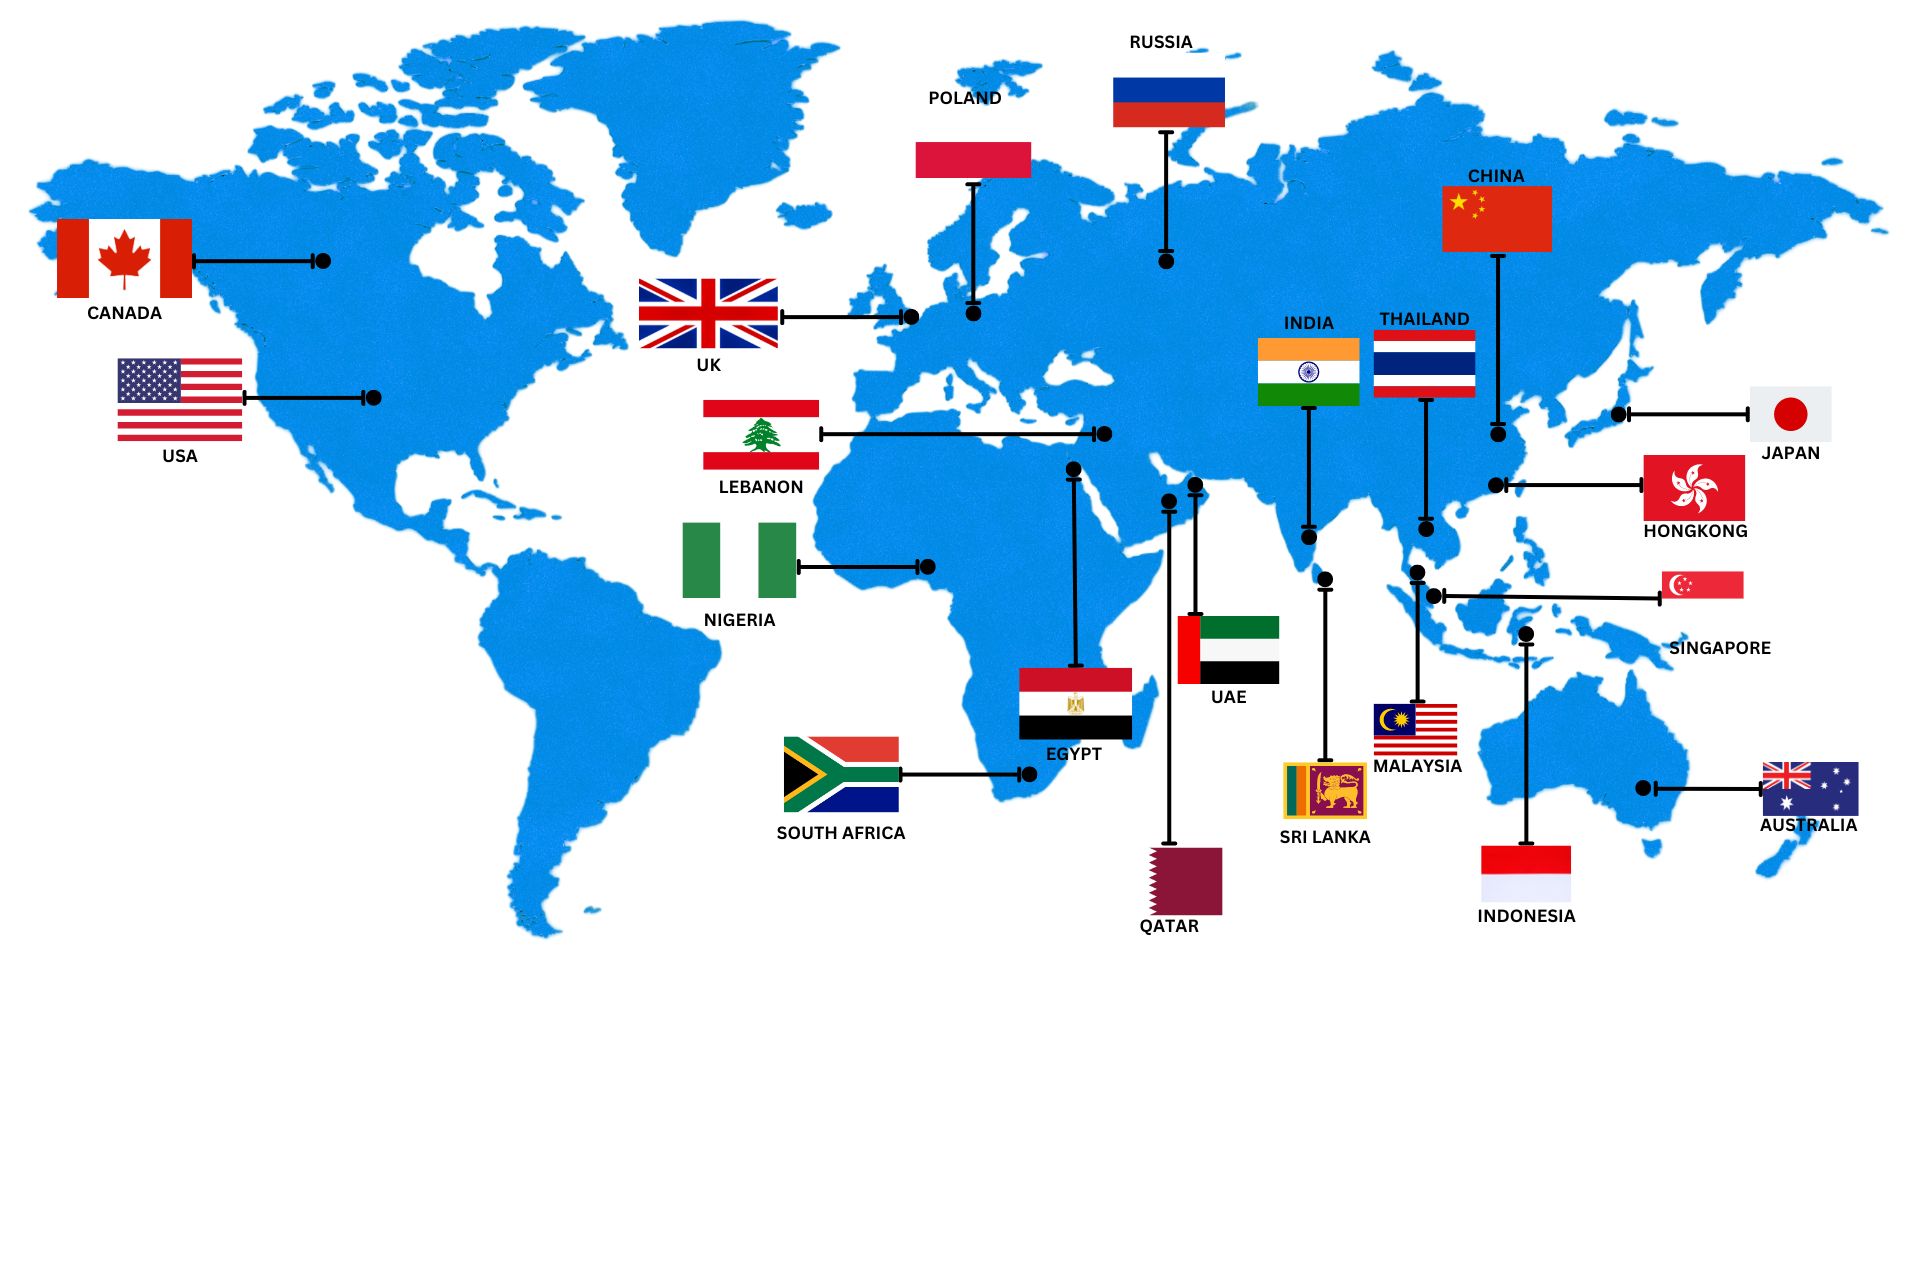 RUSSIA
POLAND
CHINA
CANADA
INDIA
THAILAND
UK
USA
JAPAN
LEBANON
HONGKONG
NIGERIA
SINGAPORE
UAE
EGYPT
MALAYSIA
AUSTRALIA
SOUTH AFRICA
SRI LANKA
INDONESIA
QATAR